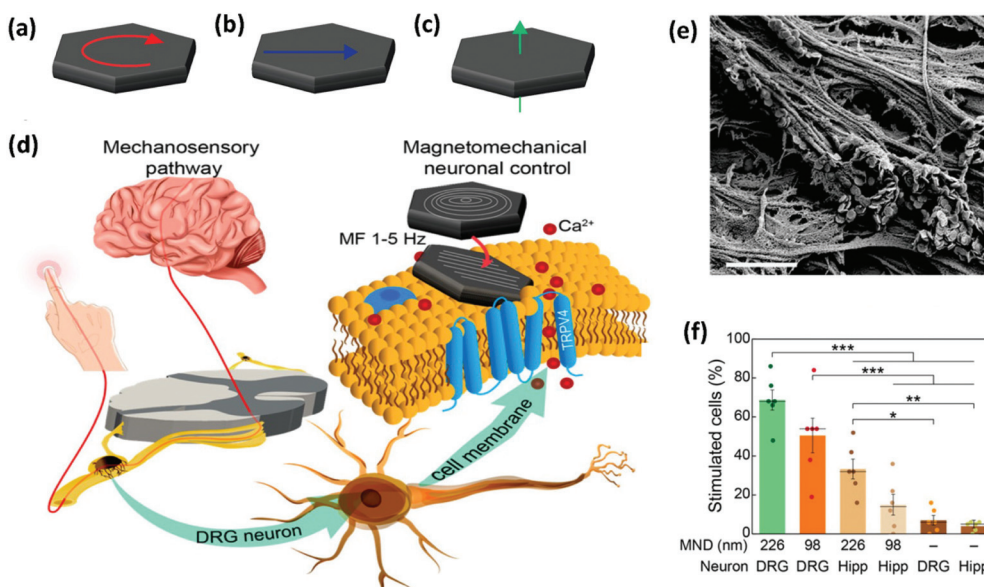 (a)
(b)
(c)
(d)
Mechanosensory
pathway
Magnetomechanical
neuronal control
MF 1-5 Hz
Ca²⁺
TRPV4
cell membrane
DRG neuron
(e)
(f)
Stimulated cells (%)
100
80
60
40
20
0
***
***
**
*
MND (nm) 226 98 226 98 – –
Neuron DRG DRG Hipp Hipp DRG Hipp